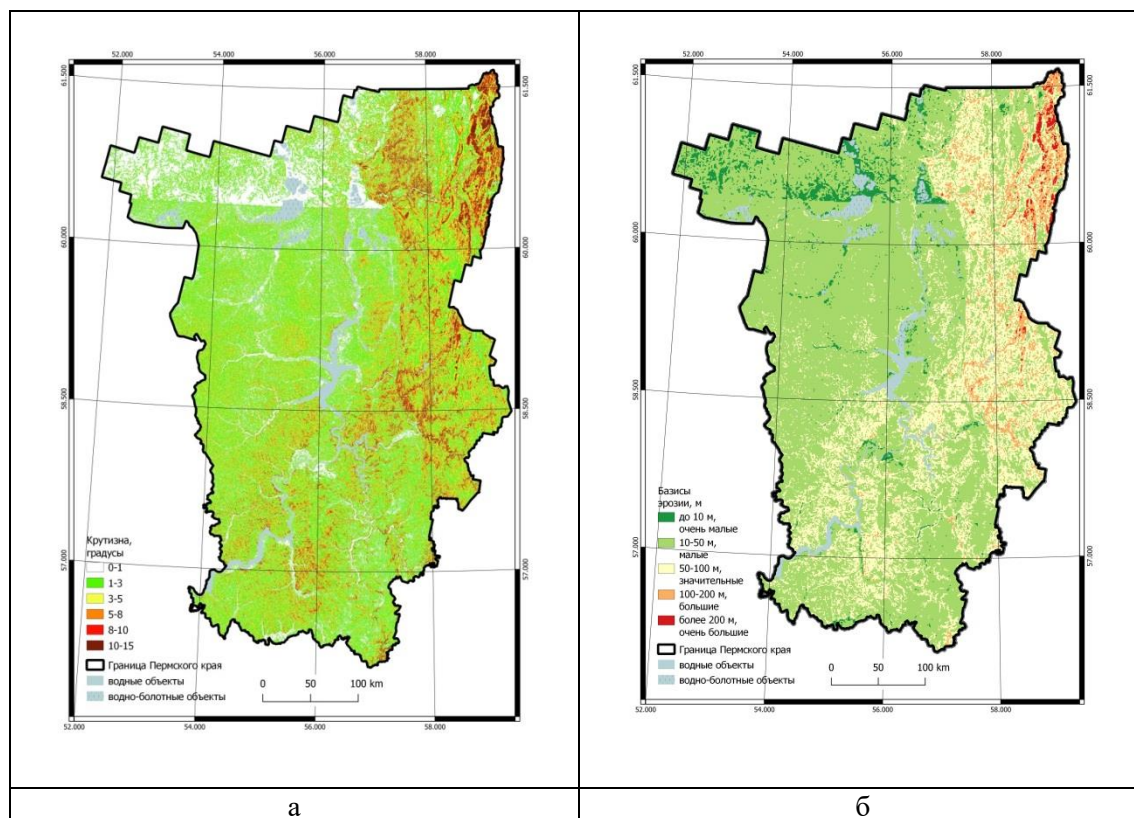 52.000 54.000 56.000 58.000
61.500 61.500
60.000 60.000
58.500 58.500
57.000 57.000
Крутизна,
градусы
0-1
1-3
3-5
5-8
8-10
10-15
Граница Пермского края
водные объекты
водно-болотные объекты
0 50 100 km
52.000 54.000 56.000 58.000
а
52.000 54.000 56.000 58.000
61.500 61.500
60.000 60.000
58.500 58.500
57.000 57.000
Базисы
эрозии, м
до 10 м,
очень малые
10-50 м,
малые
50-100 м,
значительные
100-200 м,
большие
более 200 м,
очень большие
Граница Пермского края
водные объекты
водно-болотные объекты
0 50 100 km
52.000 54.000 56.000 58.000
б